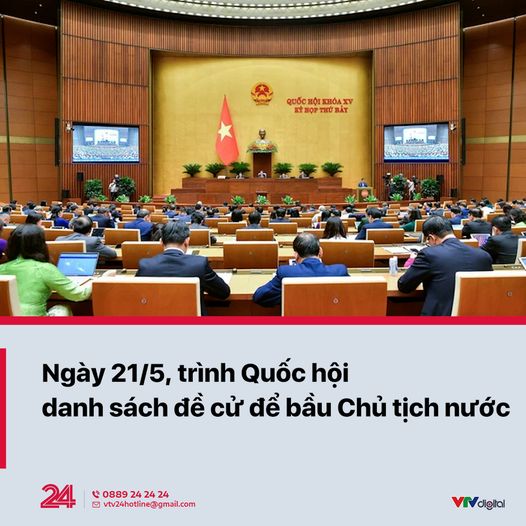 QUỐC HỘI KHÓA XV
KỲ HỌP THỨ BẢY
Ngày 21/5, trình Quốc hội
danh sách đề cử để bầu Chủ tịch nước
24
0889 24 24 24
vtv24hotline@gmail.com
VTVdigital